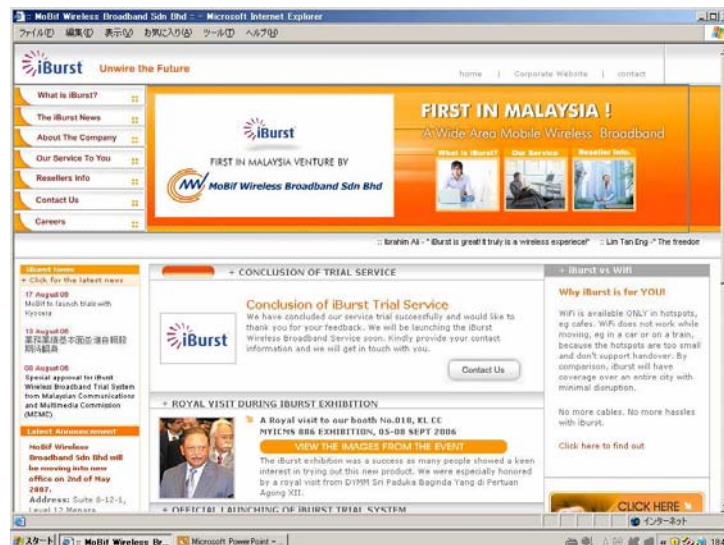 :: MoBif Wireless Broadband Sdn Bhd :: - Microsoft Internet Explorer
ファイル(F) 編集(E) 表示(V) お気に入り(A) ツール(T) ヘルプ(H)
iBurst Unwire the Future
home | Corporate Website | contact
What is iBurst?
The iBurst News
About The Company
Our Service To You
Resellers Info
Contact Us
Careers
iBurst
FIRST IN MALAYSIA VENTURE BY
MoBif Wireless Broadband Sdn Bhd
FIRST IN MALAYSIA !
A Wide Area Mobile Wireless Broadband
What is iBurst? Our Service Reseller Info.
:: Ibrahim Ali - "iBurst is great! It truly is a wireless experiece!" :: Lim Tan Eng -" The freedom
iBurst News
+ Click for the latest news
17 August 06
MoBif to launch trials with
Kyocera
08 August 06
Special approval for iBurst
Wireless Broadband Trial System
from Malaysian Communications
and Multimedia Commission
(MCMC)
Latest Announcement
MoBif Wireless
Broadband Sdn Bhd will
be moving into new
office on 2nd of May
2007.
Address: Suite 8-12-1,
Level 12 Menara
+ CONCLUSION OF TRIAL SERVICE
iBurst
Conclusion of iBurst Trial Service
We have concluded our service trial successfully and would like to
thank you for your feedback. We will be launching the iBurst
Wireless Broadband Service soon. Kindly provide your contact
information and we will get in touch with you.
Contact Us
+ ROYAL VISIT DURING IBURST EXHIBITION
A Royal visit to our booth No.018, KL CC
EXHIBITION, 05-08 SEPT 2006
VIEW THE IMAGES FROM THE EVENT
The iBurst exhibition was a success as many people showed a keen
interest in trying out this new product. We were especially honored
by a royal visit from DYMM Sri Paduka Baginda Yang di Pertuan
Agong XII.
+ OFFICIAL LAUNCHING OF IBURST TRIAL SYSTEM
+ iBurst vs Wifi
Why iBurst is for YOU!
WiFi is available ONLY in hotspots,
eg cafes. WiFi does not work while
moving, eg in a car or on a train,
because the hotspots are too small
and don't support handover. By
comparison, iBurst will have
coverage over an entire city with
minimal disruption.
No more cables. No more hassles
with iBurst.
Click here to find out
CLICK HERE
インターネット
スタート :: MoBif Wireless Br... Microsoft PowerPoint - ...